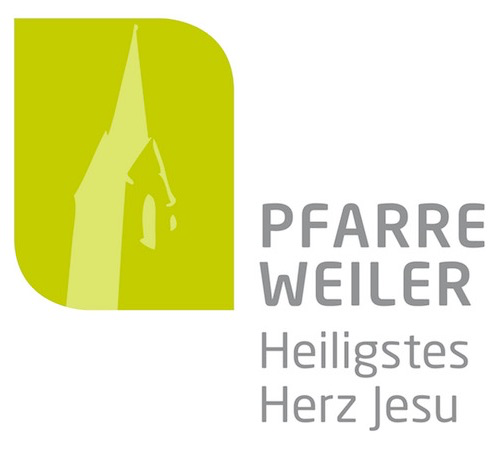 PFARRE
WEILER
Heiligstes
Herz Jesu